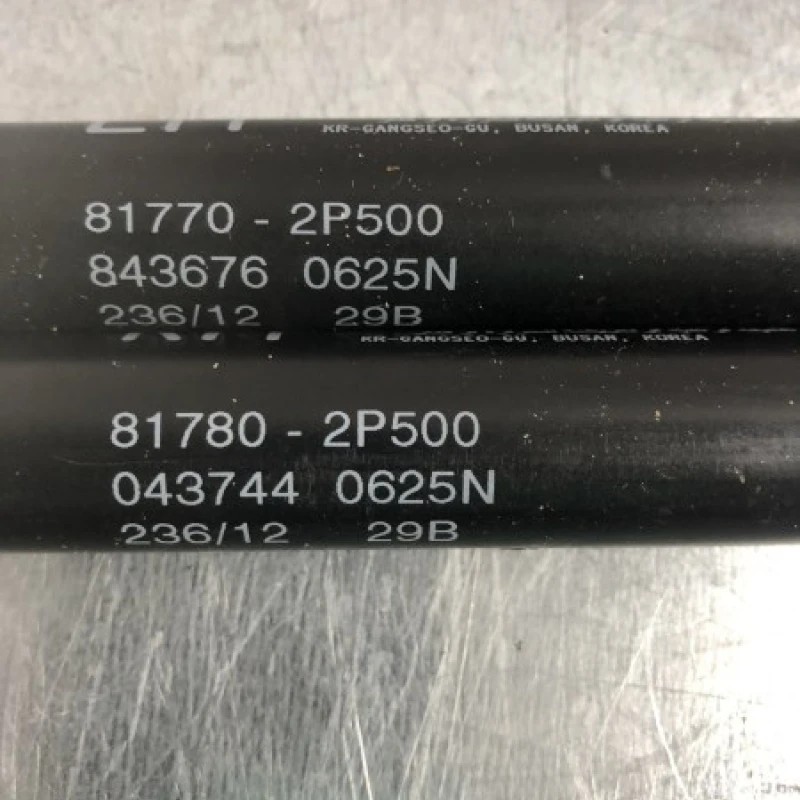 KR-GANGSEO-GU, BUSAN, KOREA
81770 - 2P500
843676 0625N
236/12 29B
KR-GANGSEO-GU, BUSAN, KOREA
81780 - 2P500
043744 0625N
236/12 29B